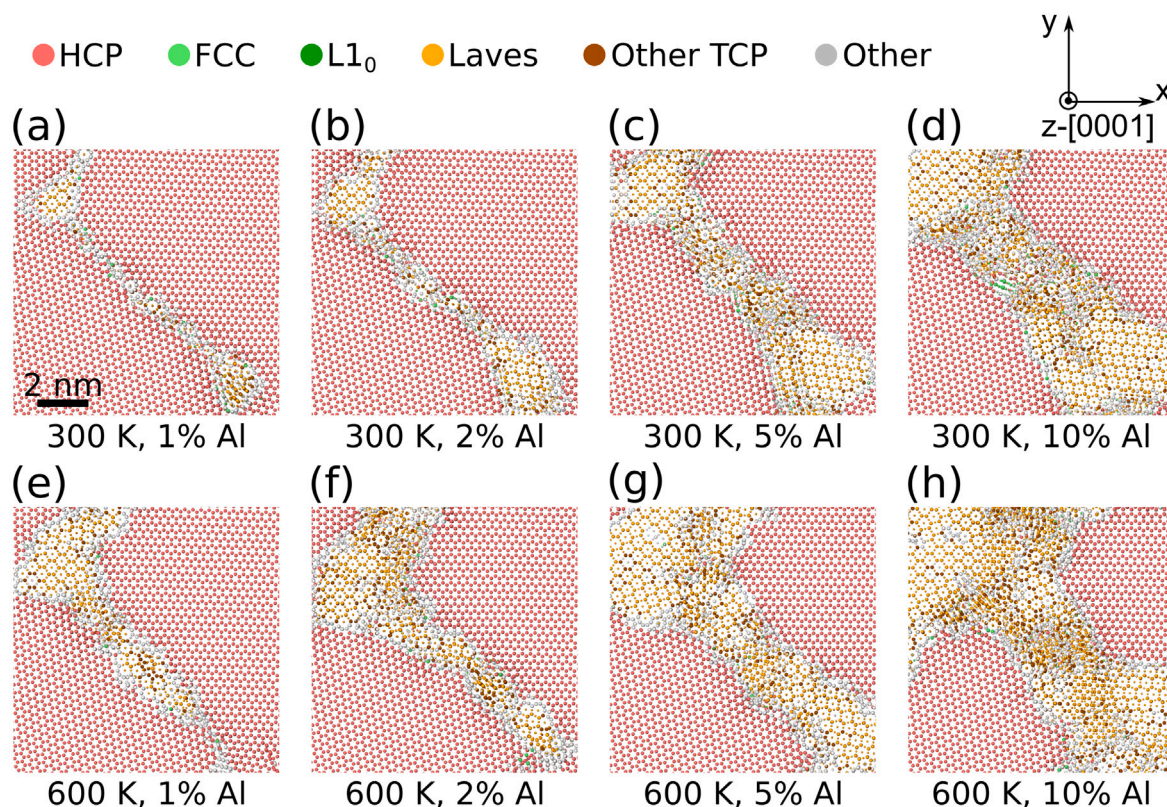 HCP FCC L1₀ Laves Other TCP Other
y
x
z-[0001]
(a) (b) (c) (d)
2 nm
300 K, 1% Al 300 K, 2% Al 300 K, 5% Al 300 K, 10% Al
(e) (f) (g) (h)
600 K, 1% Al 600 K, 2% Al 600 K, 5% Al 600 K, 10% Al